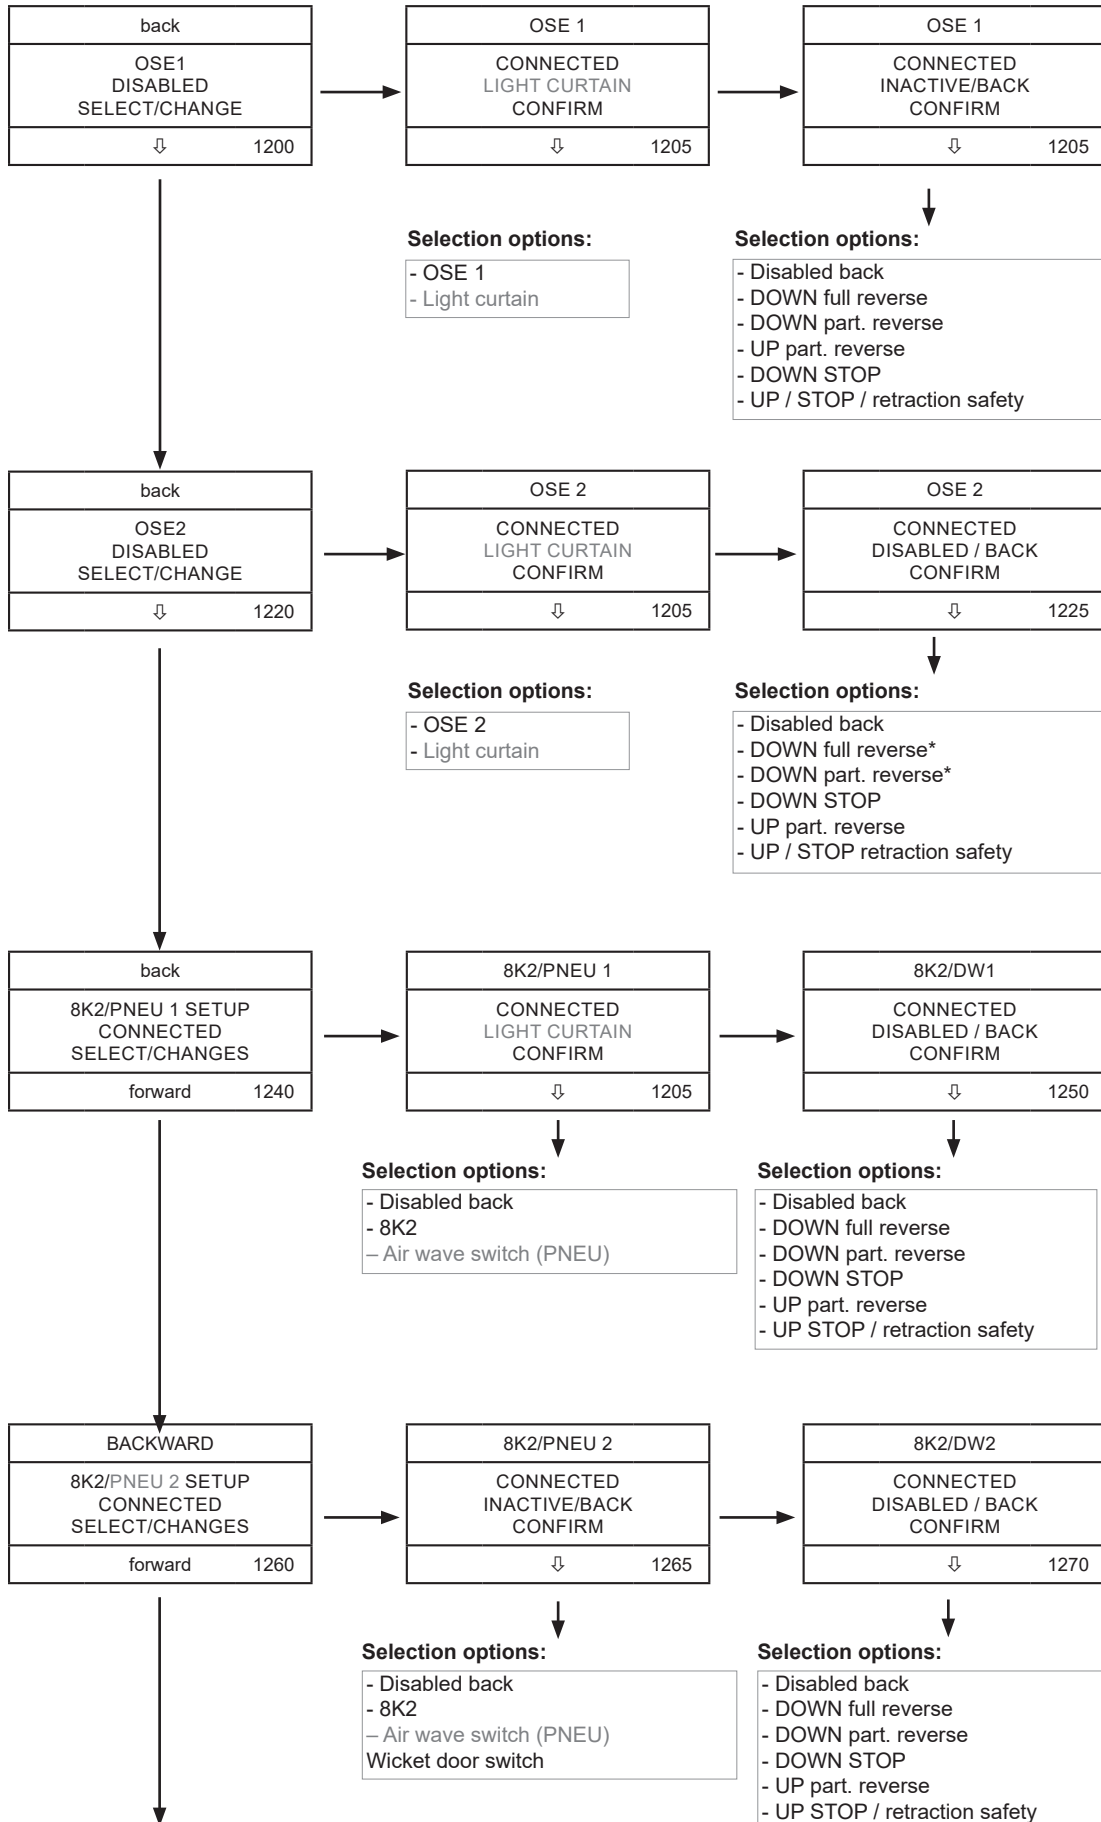 back
OSE1
DISABLED
SELECT/CHANGE
⇩ 1200
OSE 1
CONNECTED
LIGHT CURTAIN
CONFIRM
⇩ 1205
OSE 1
CONNECTED
INACTIVE/BACK
CONFIRM
⇩ 1205
Selection options:
- OSE 1
- Light curtain
Selection options:
- Disabled back
- DOWN full reverse
- DOWN part. reverse
- UP part. reverse
- DOWN STOP
- UP / STOP / retraction safety
back
OSE2
DISABLED
SELECT/CHANGE
⇩ 1220
OSE 2
CONNECTED
LIGHT CURTAIN
CONFIRM
⇩ 1205
OSE 2
CONNECTED
DISABLED / BACK
CONFIRM
⇩ 1225
Selection options:
- OSE 2
- Light curtain
Selection options:
- Disabled back
- DOWN full reverse*
- DOWN part. reverse*
- DOWN STOP
- UP part. reverse
- UP / STOP retraction safety
back
8K2/PNEU 1 SETUP
CONNECTED
SELECT/CHANGES
forward 1240
8K2/PNEU 1
CONNECTED
LIGHT CURTAIN
CONFIRM
⇩ 1205
8K2/DW1
CONNECTED
DISABLED / BACK
CONFIRM
⇩ 1250
Selection options:
- Disabled back
- 8K2
– Air wave switch (PNEU)
Selection options:
- Disabled back
- DOWN full reverse
- DOWN part. reverse
- DOWN STOP
- UP part. reverse
- UP STOP / retraction safety
BACKWARD
8K2/PNEU 2 SETUP
CONNECTED
SELECT/CHANGES
forward 1260
8K2/PNEU 2
CONNECTED
INACTIVE/BACK
CONFIRM
⇩ 1265
8K2/DW2
CONNECTED
DISABLED / BACK
CONFIRM
⇩ 1270
Selection options:
- Disabled back
- 8K2
– Air wave switch (PNEU)
Wicket door switch
Selection options:
- Disabled back
- DOWN full reverse
- DOWN part. reverse
- DOWN STOP
- UP part. reverse
- UP STOP / retraction safety